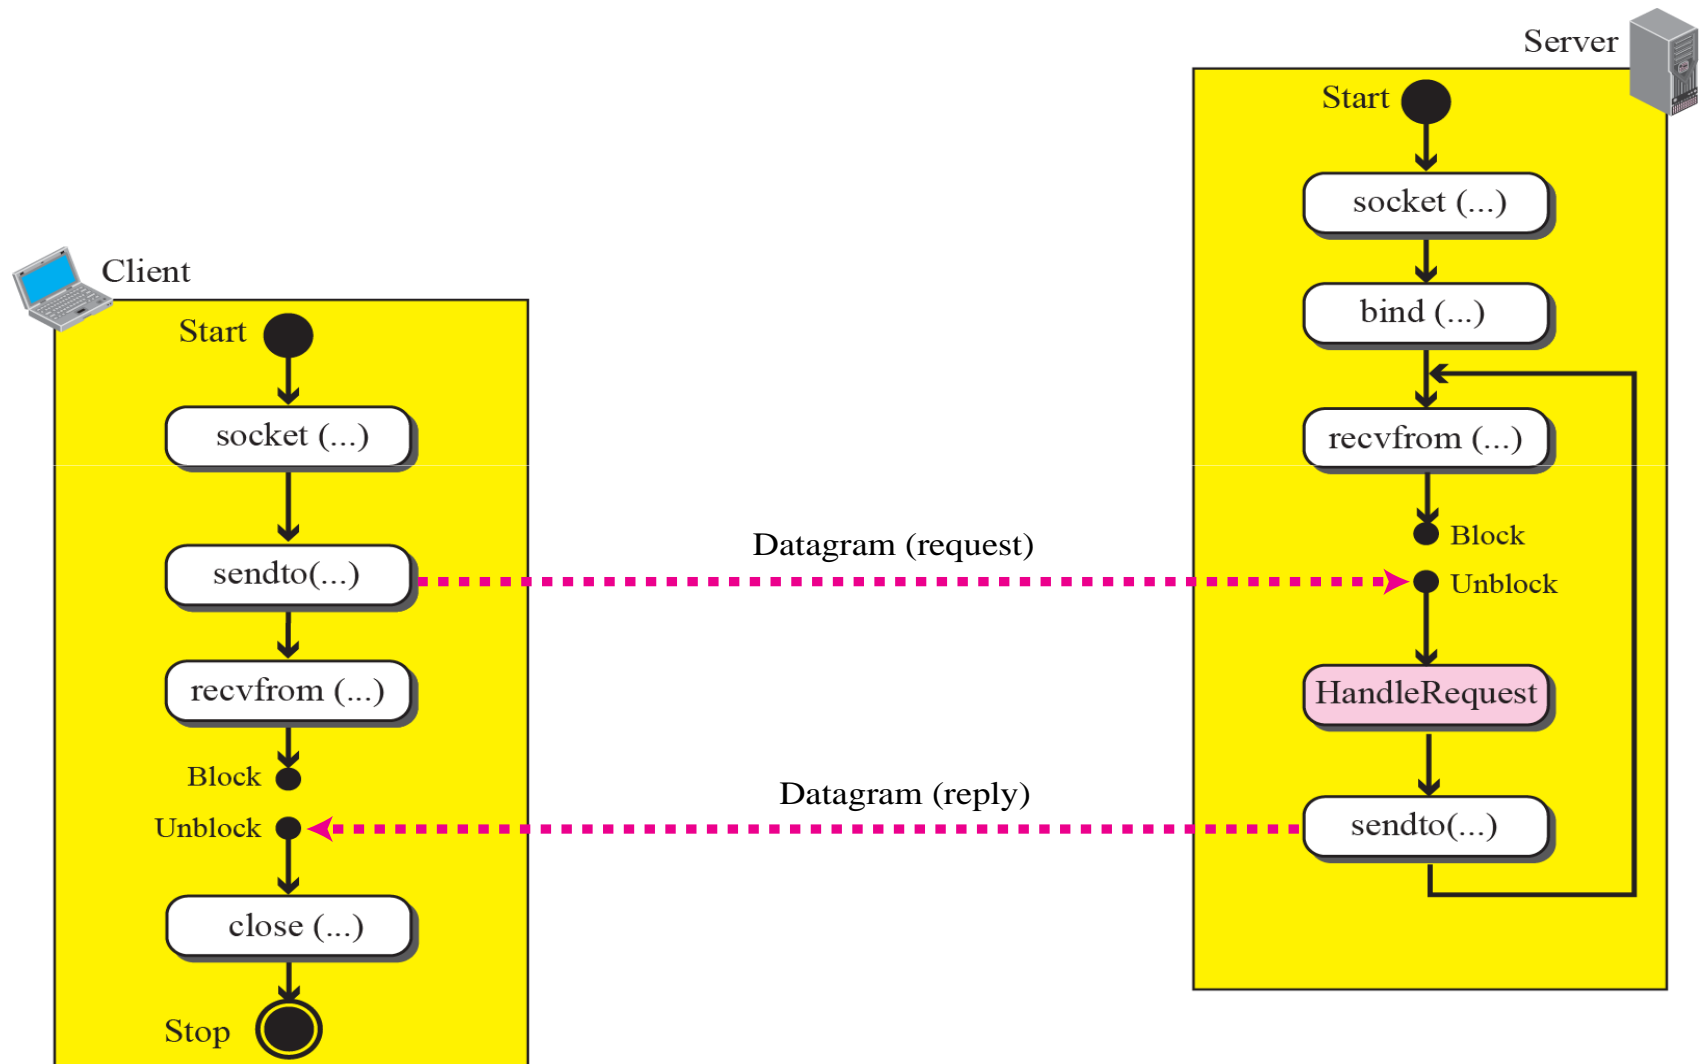 Server
Start
socket (...)
bind (...)
recvfrom (...)
Block
Unblock
HandleRequest
sendto(...)
Client
Start
socket (...)
sendto(...)
recvfrom (...)
Block
Unblock
close (...)
Stop
Datagram (request)
Datagram (reply)